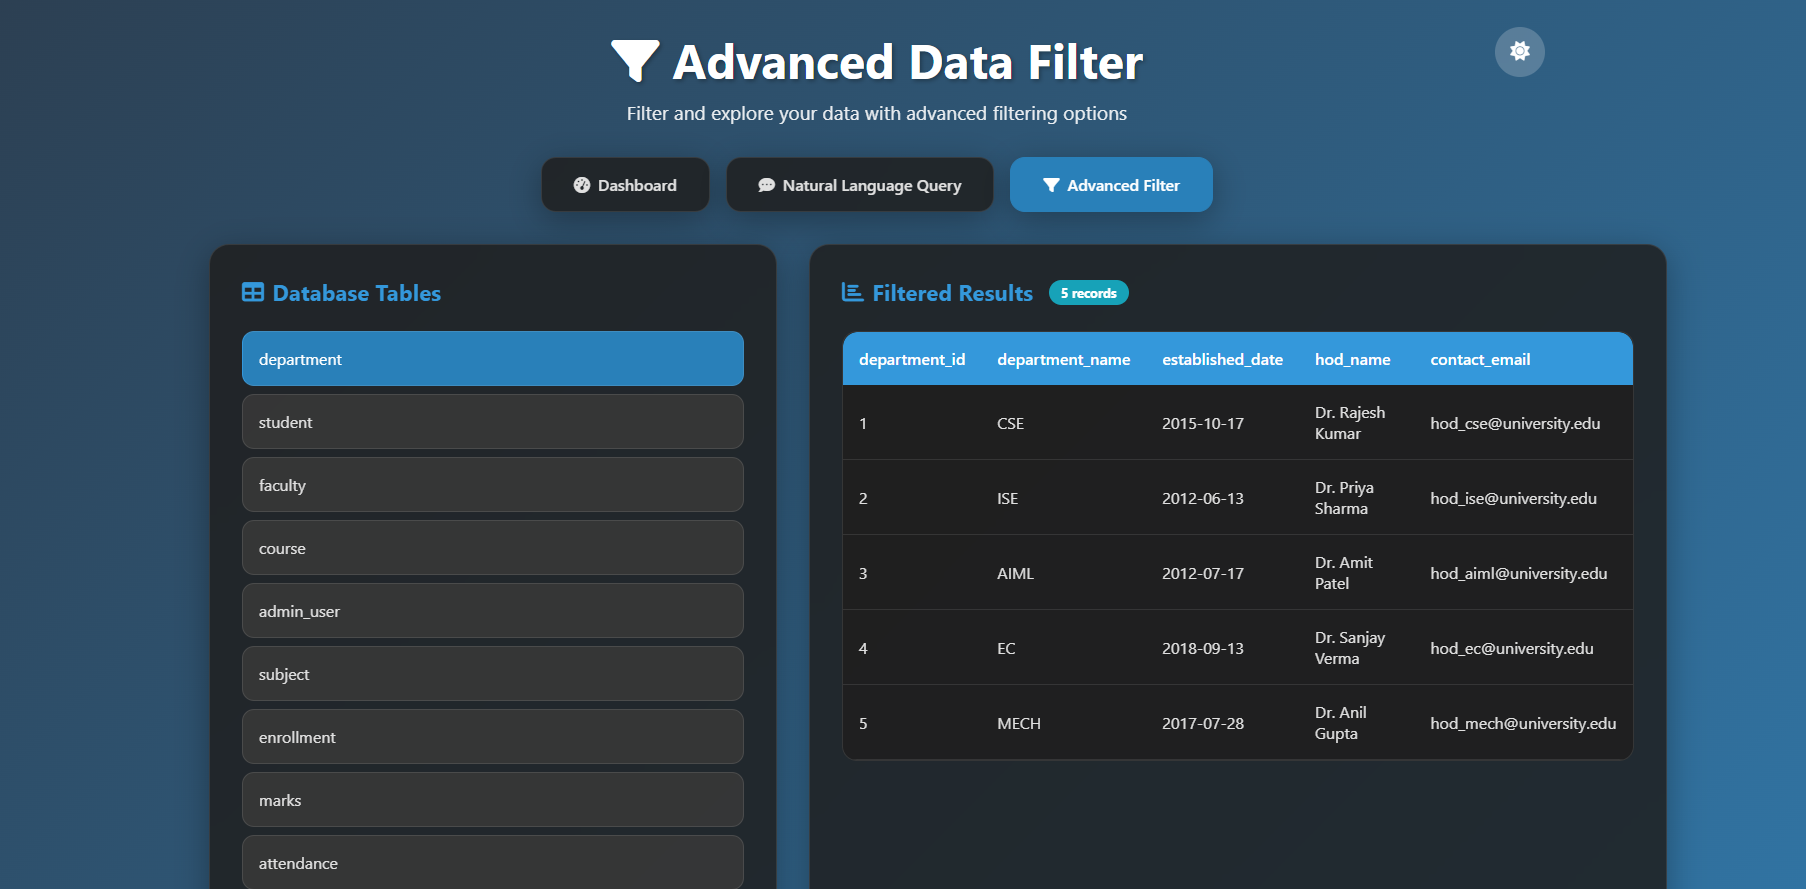 Advanced Data Filter
Filter and explore your data with advanced filtering options
Dashboard
Natural Language Query
Advanced Filter
Database Tables
department
student
faculty
course
admin_user
subject
enrollment
marks
attendance
Filtered Results 5 records
department_id department_name established_date hod_name contact_email
1 CSE 2015-10-17 Dr. Rajesh Kumar hod_cse@university.edu
2 ISE 2012-06-13 Dr. Priya Sharma hod_ise@university.edu
3 AIML 2012-07-17 Dr. Amit Patel hod_aiml@university.edu
4 EC 2018-09-13 Dr. Sanjay Verma hod_ec@university.edu
5 MECH 2017-07-28 Dr. Anil Gupta hod_mech@university.edu